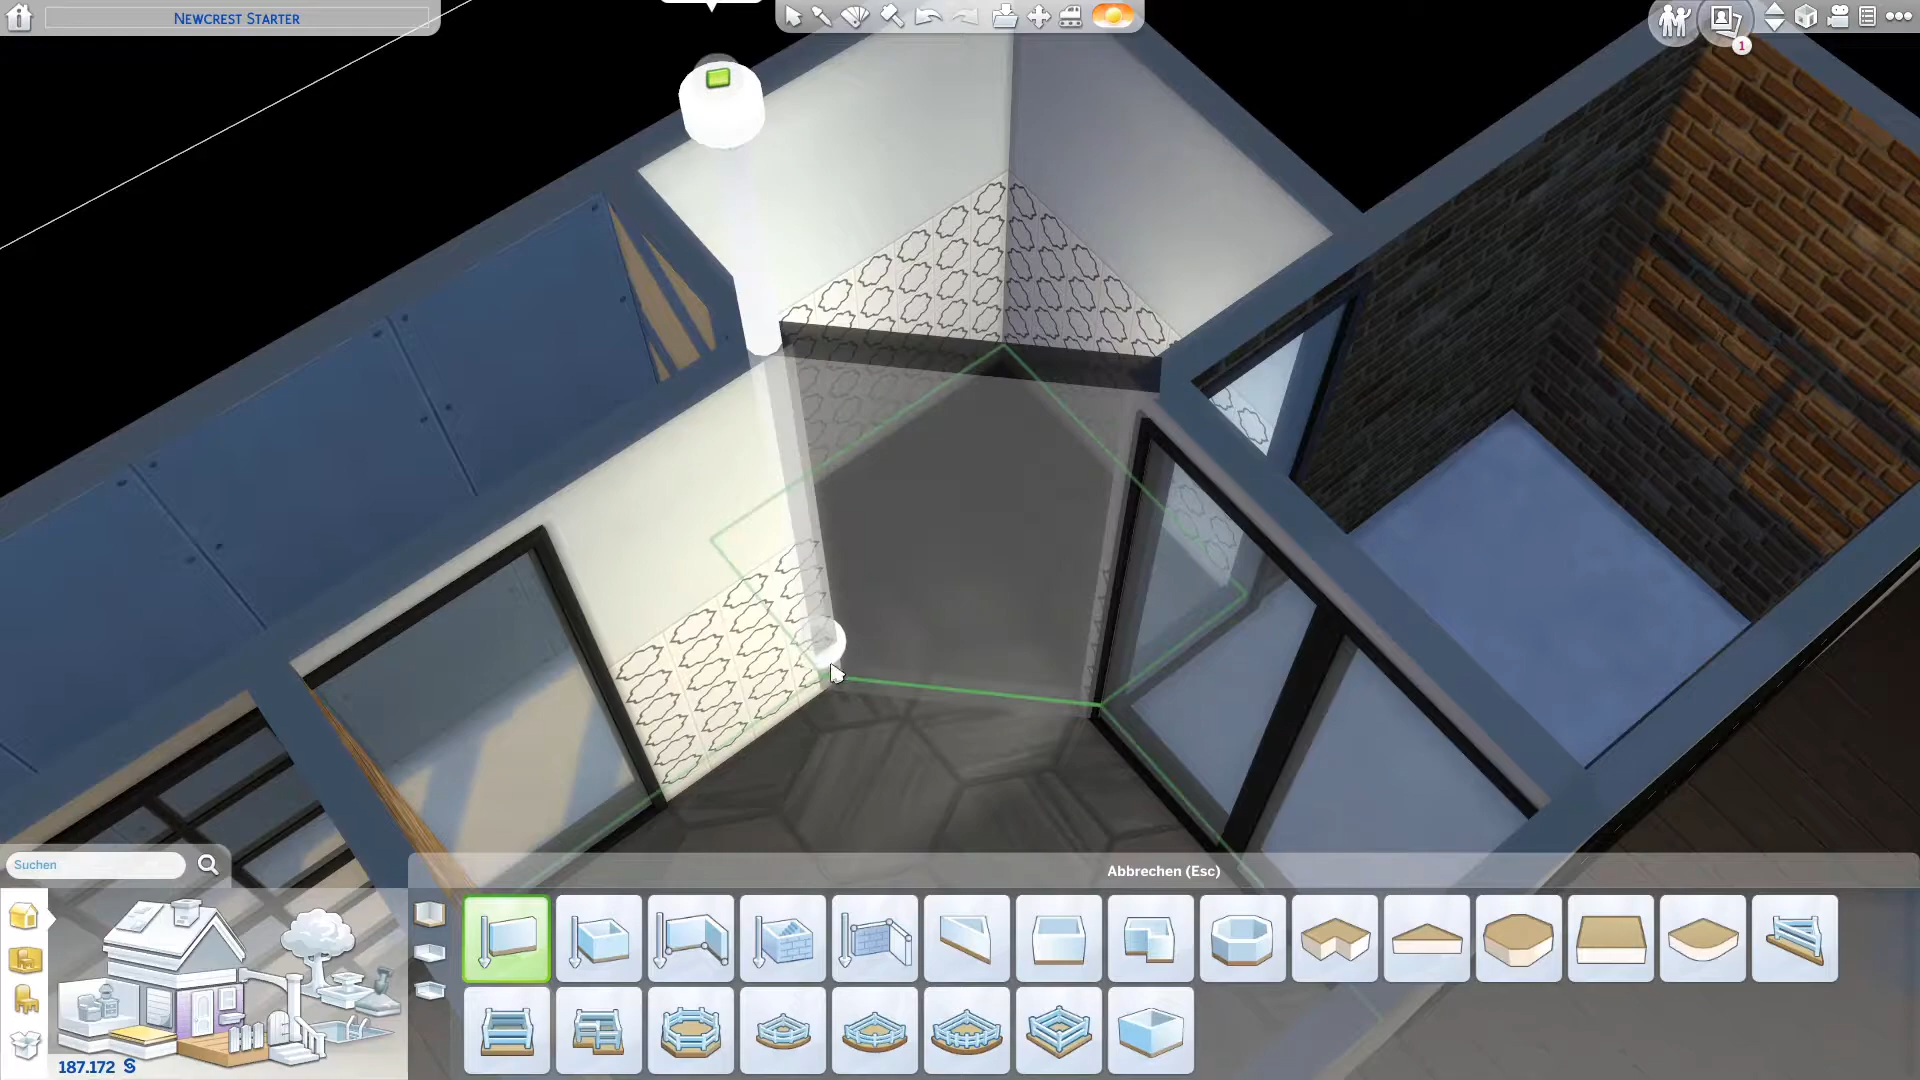 NEWCREST STARTER
1
Suchen
Abbrechen (Esc)
187.172 §